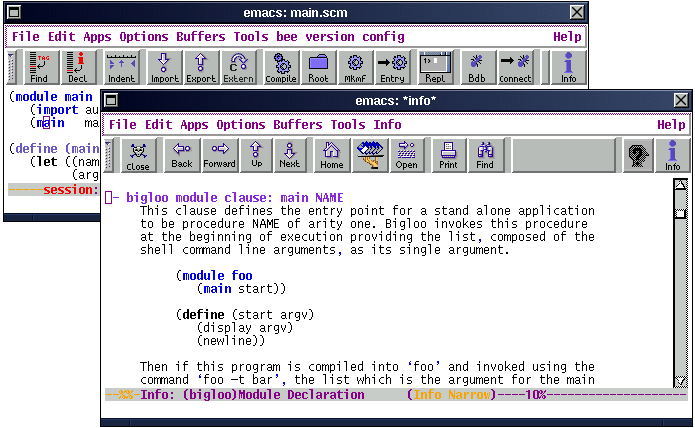 emacs: main.scm
File Edit Apps Options Buffers Tools bee version config Help
TAG
Find Decl Indent Import Export Extern Compile Root MKmf Entry Repl Bdb Connect Info
(module main
(import au
(main ma
(define (main
(let ((nam
(arg
session:
emacs: *info*
File Edit Apps Options Buffers Tools Info Help
Close Back Forward Up Next Home Open Print Find Info
- bigloo module clause: main NAME
This clause defines the entry point for a stand alone application
to be procedure NAME of arity one. Bigloo invokes this procedure
at the beginning of execution providing the list, composed of the
shell command line arguments, as its single argument.
(module foo
(main start))
(define (start argv)
(display argv)
(newline))
Then if this program is compiled into ‘foo’ and invoked using the
command ‘foo -t bar’, the list which is the argument for the main
--%%-Info: (bigloo)Module Declaration (Info Narrow)----10%--------------------